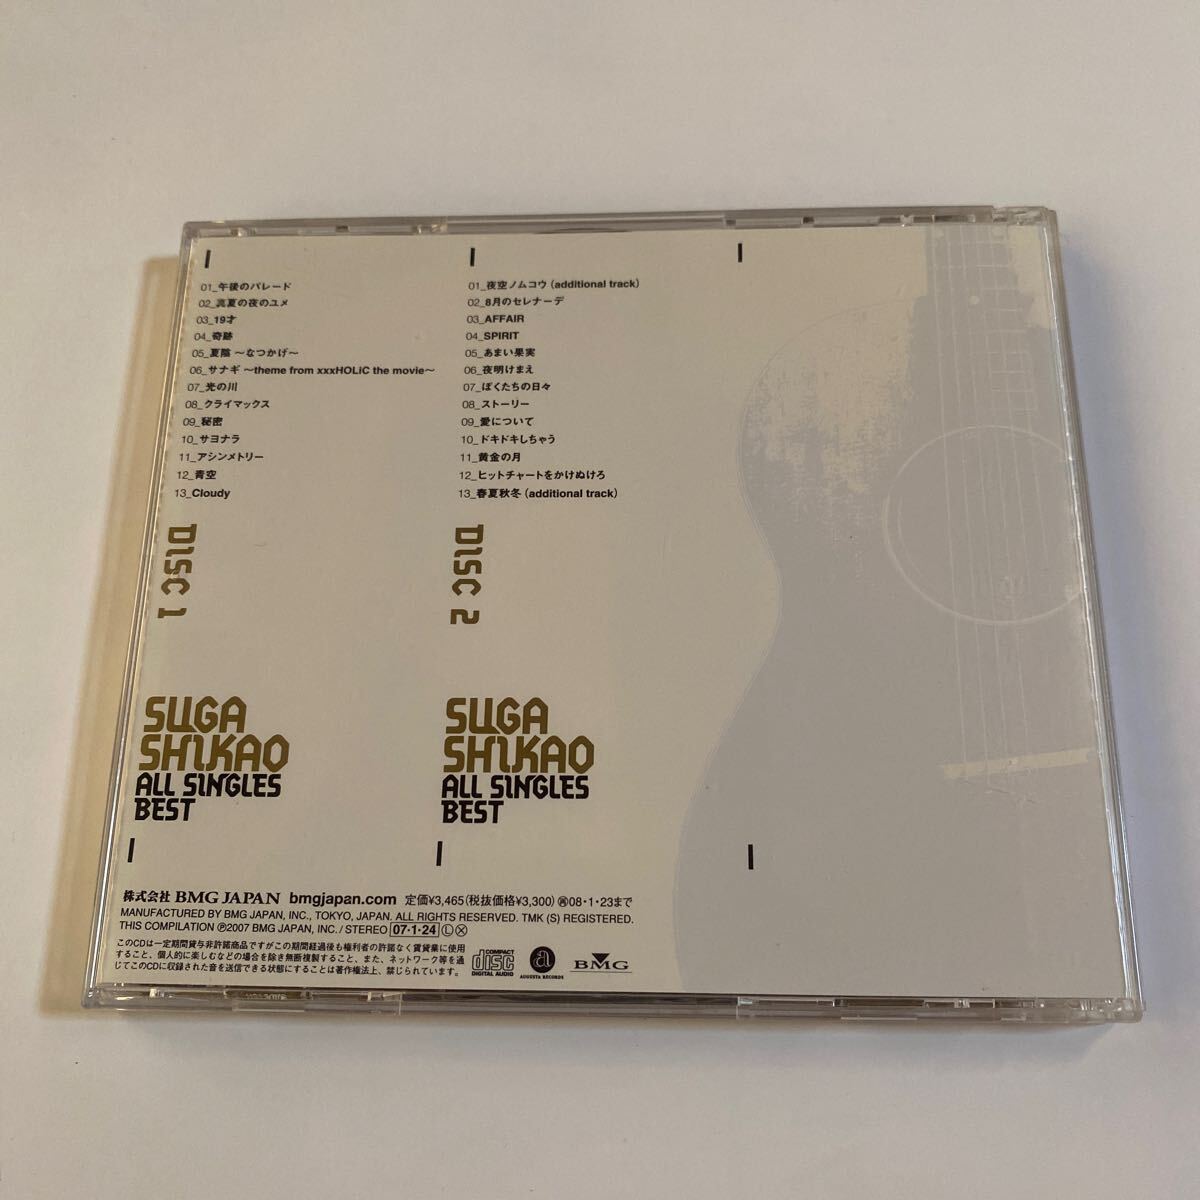 01_午後のパレード
02_真夏の夜のユメ
03_19才
04_奇跡
05_夏陰 〜なつかげ〜
06_サナギ 〜theme from xxxHOLiC the movie〜
07_光の川
08_クライマックス
09_秘密
10_サヨナラ
11_アシンメトリー
12_青空
13_Cloudy
DISC 1
SUGA
SHIKAO
ALL SINGLES
BEST
01_夜空ノムコウ (additional track)
02_8月のセレナーデ
03_AFFAIR
04_SPIRIT
05_あまい果実
06_夜明けまえ
07_ぼくたちの日々
08_ストーリー
09_愛について
10_ドキドキしちゃう
11_黄金の月
12_ヒットチャートをかけぬけろ
13_春夏秋冬 (additional track)
DISC 2
SUGA
SHIKAO
ALL SINGLES
BEST
株式会社 BMG JAPAN bmgjapan.com 定価¥3,465(税抜価格¥3,300) 08・1・23まで
MANUFACTURED BY BMG JAPAN, INC., TOKYO, JAPAN. ALL RIGHTS RESERVED. TMK (S) REGISTERED.
THIS COMPILATION ℗2007 BMG JAPAN, INC. / STEREO 07・1・24 Ⓛ Ⓧ
このCDは一定期間貸与非許諾商品ですがこの期間経過後も権利者の許諾なく賃貸業に使用
すること、個人的に楽しむなどの場合を除き無断複製すること、また、ネットワーク等を通
じてこのCDに収録された音を送信できる状態にすることは著作権法上、禁じられています。
COMPACT
disc
DIGITAL AUDIO
a
AUGUSTA RECORDS
BMG